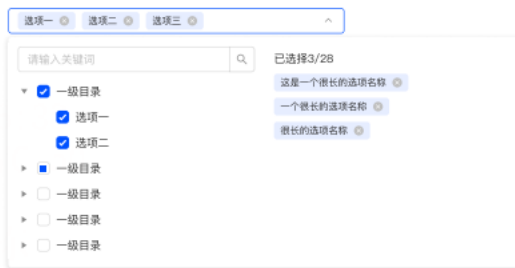 选项一 选项二 选项三
请输入关键词
已选择3/28
一级目录
选项一
选项二
一级目录
一级目录
一级目录
一级目录
这是一个很长的选项名称
一个很长的选项名称
很长的选项名称